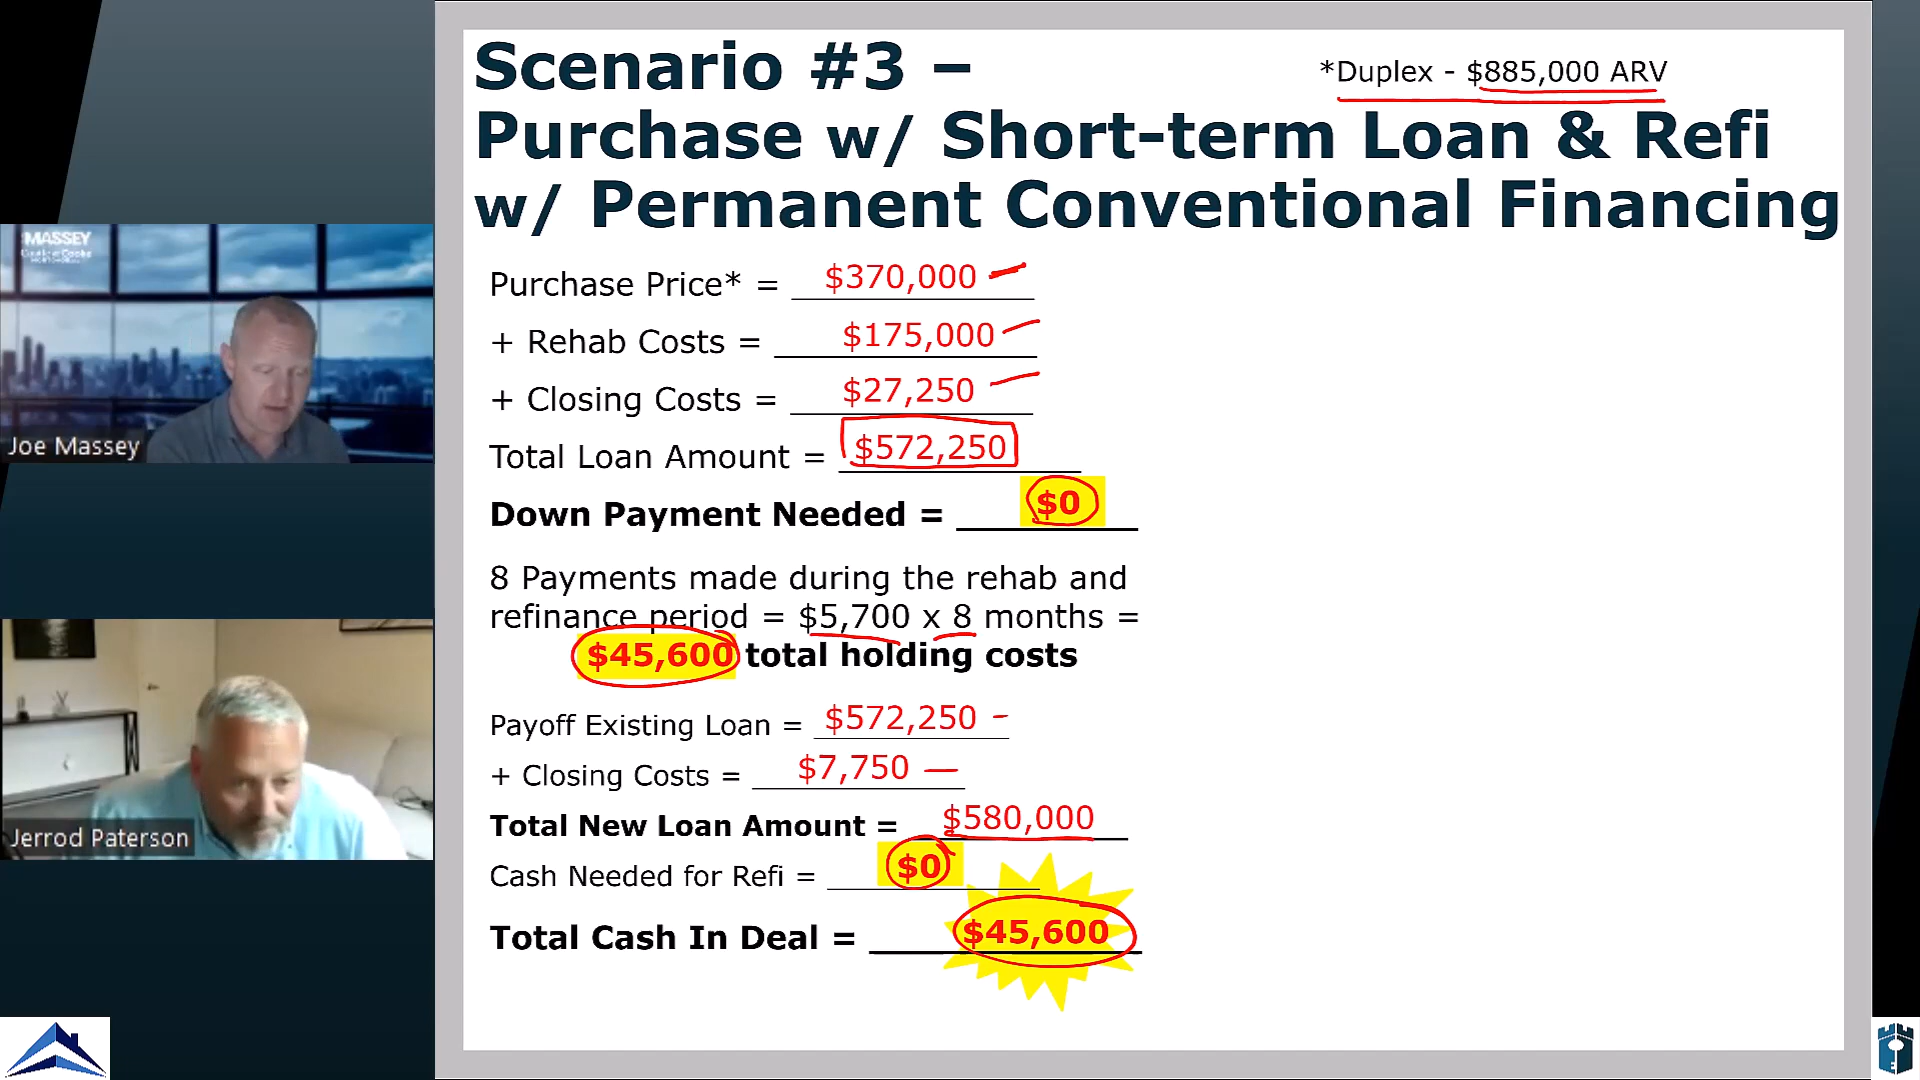 Scenario #3 –
*Duplex - $885,000 ARV
Purchase w/ Short-term Loan & Refi
w/ Permanent Conventional Financing
Purchase Price* = $370,000
+ Rehab Costs = $175,000
+ Closing Costs = $27,250
Total Loan Amount = $572,250
Down Payment Needed = $0
8 Payments made during the rehab and
refinance period = $5,700 x 8 months =
$45,600 total holding costs
Payoff Existing Loan = $572,250
+ Closing Costs = $7,750
Total New Loan Amount = $580,000
Cash Needed for Refi = $0
Total Cash In Deal = $45,600
MASSEY
Joe Massey
Jerrod Paterson